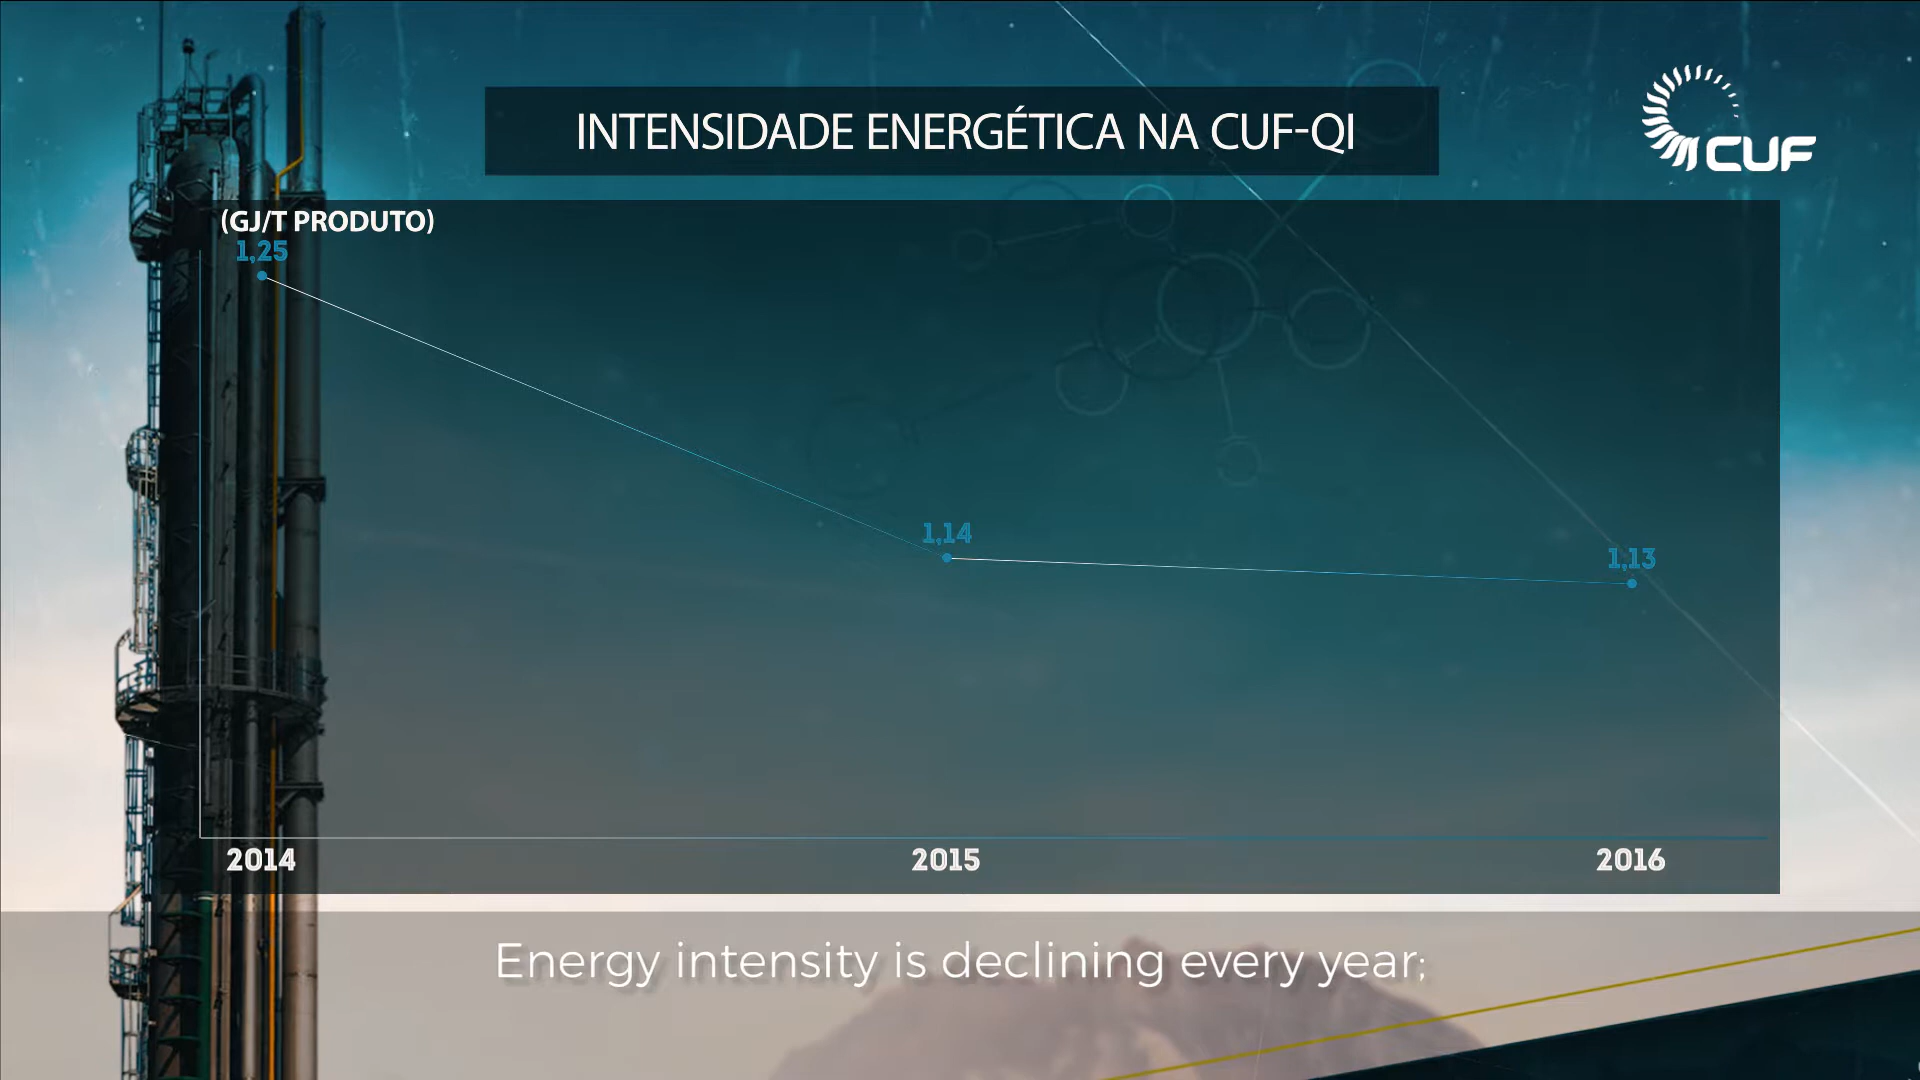 INTENSIDADE ENERGÉTICA NA CUF-QI
CUF
(GJ/T PRODUTO)
1,25
1,14
1,13
2014
2015
2016
Energy intensity is declining every year;